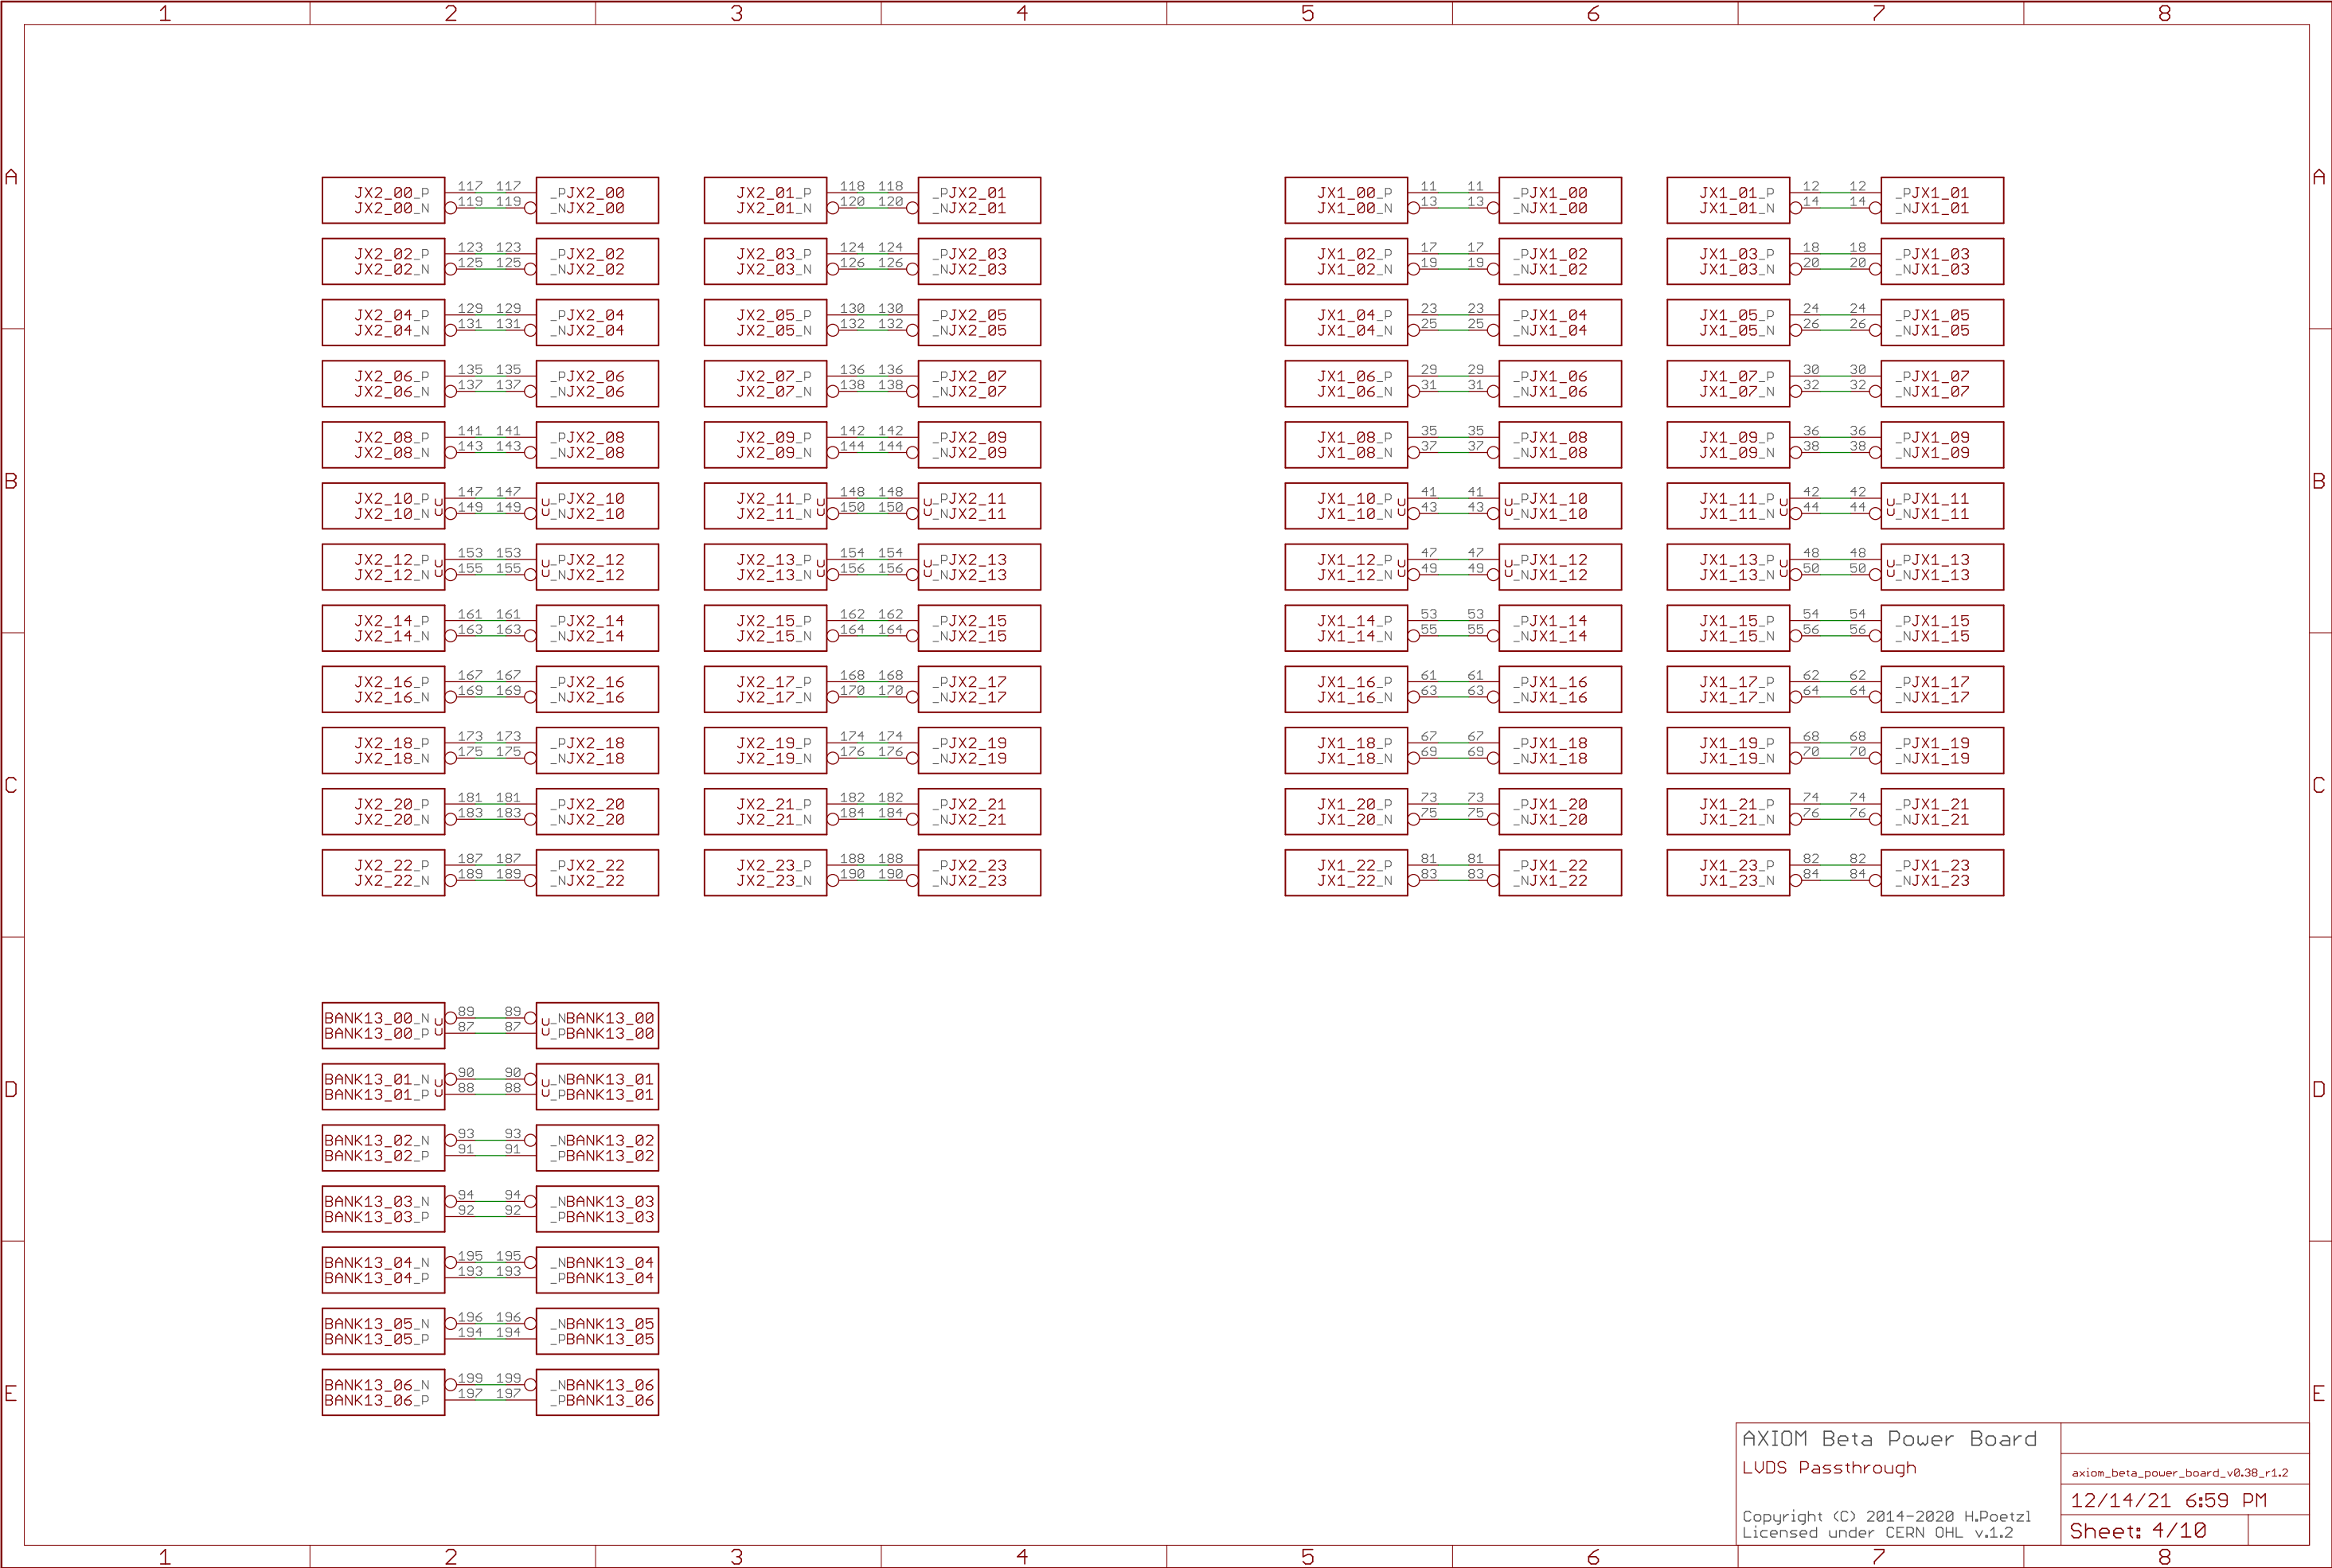 1 2 3 4 5 6 7 8
A A
JX2_00_P 117 117 _PJX2_00 JX2_01_P 118 118 _PJX2_01 JX1_00_P 11 11 _PJX1_00 JX1_01_P 12 12 _PJX1_01
JX2_00_N 119 119 _NJX2_00 JX2_01_N 120 120 _NJX2_01 JX1_00_N 13 13 _NJX1_00 JX1_01_N 14 14 _NJX1_01
JX2_02_P 123 123 _PJX2_02 JX2_03_P 124 124 _PJX2_03 JX1_02_P 17 17 _PJX1_02 JX1_03_P 18 18 _PJX1_03
JX2_02_N 125 125 _NJX2_02 JX2_03_N 126 126 _NJX2_03 JX1_02_N 19 19 _NJX1_02 JX1_03_N 20 20 _NJX1_03
JX2_04_P 129 129 _PJX2_04 JX2_05_P 130 130 _PJX2_05 JX1_04_P 23 23 _PJX1_04 JX1_05_P 24 24 _PJX1_05
JX2_04_N 131 131 _NJX2_04 JX2_05_N 132 132 _NJX2_05 JX1_04_N 25 25 _NJX1_04 JX1_05_N 26 26 _NJX1_05
JX2_06_P 135 135 _PJX2_06 JX2_07_P 136 136 _PJX2_07 JX1_06_P 29 29 _PJX1_06 JX1_07_P 30 30 _PJX1_07
JX2_06_N 137 137 _NJX2_06 JX2_07_N 138 138 _NJX2_07 JX1_06_N 31 31 _NJX1_06 JX1_07_N 32 32 _NJX1_07
JX2_08_P 141 141 _PJX2_08 JX2_09_P 142 142 _PJX2_09 JX1_08_P 35 35 _PJX1_08 JX1_09_P 36 36 _PJX1_09
JX2_08_N 143 143 _NJX2_08 JX2_09_N 144 144 _NJX2_09 JX1_08_N 37 37 _NJX1_08 JX1_09_N 38 38 _NJX1_09
B B
JX2_10_P 147 147 _PJX2_10 JX2_11_P 148 148 _PJX2_11 JX1_10_P 41 41 _PJX1_10 JX1_11_P 42 42 _PJX1_11
JX2_10_N 149 149 _NJX2_10 JX2_11_N 150 150 _NJX2_11 JX1_10_N 43 43 _NJX1_10 JX1_11_N 44 44 _NJX1_11
JX2_12_P 153 153 _PJX2_12 JX2_13_P 154 154 _PJX2_13 JX1_12_P 47 47 _PJX1_12 JX1_13_P 48 48 _PJX1_13
JX2_12_N 155 155 _NJX2_12 JX2_13_N 156 156 _NJX2_13 JX1_12_N 49 49 _NJX1_12 JX1_13_N 50 50 _NJX1_13
JX2_14_P 161 161 _PJX2_14 JX2_15_P 162 162 _PJX2_15 JX1_14_P 53 53 _PJX1_14 JX1_15_P 54 54 _PJX1_15
JX2_14_N 163 163 _NJX2_14 JX2_15_N 164 164 _NJX2_15 JX1_14_N 55 55 _NJX1_14 JX1_15_N 56 56 _NJX1_15
JX2_16_P 167 167 _PJX2_16 JX2_17_P 168 168 _PJX2_17 JX1_16_P 61 61 _PJX1_16 JX1_17_P 62 62 _PJX1_17
JX2_16_N 169 169 _NJX2_16 JX2_17_N 170 170 _NJX2_17 JX1_16_N 63 63 _NJX1_16 JX1_17_N 64 64 _NJX1_17
JX2_18_P 173 173 _PJX2_18 JX2_19_P 174 174 _PJX2_19 JX1_18_P 67 67 _PJX1_18 JX1_19_P 68 68 _PJX1_19
JX2_18_N 175 175 _NJX2_18 JX2_19_N 176 176 _NJX2_19 JX1_18_N 69 69 _NJX1_18 JX1_19_N 70 70 _NJX1_19
C C
JX2_20_P 181 181 _PJX2_20 JX2_21_P 182 182 _PJX2_21 JX1_20_P 73 73 _PJX1_20 JX1_21_P 74 74 _PJX1_21
JX2_20_N 183 183 _NJX2_20 JX2_21_N 184 184 _NJX2_21 JX1_20_N 75 75 _NJX1_20 JX1_21_N 76 76 _NJX1_21
JX2_22_P 187 187 _PJX2_22 JX2_23_P 188 188 _PJX2_23 JX1_22_P 81 81 _PJX1_22 JX1_23_P 82 82 _PJX1_23
JX2_22_N 189 189 _NJX2_22 JX2_23_N 190 190 _NJX2_23 JX1_22_N 83 83 _NJX1_22 JX1_23_N 84 84 _NJX1_23
BANK13_00_N 89 89 _NBANK13_00
BANK13_00_P 87 87 _PBANK13_00
BANK13_01_N 90 90 _NBANK13_01
D D
BANK13_01_P 88 88 _PBANK13_01
BANK13_02_N 93 93 _NBANK13_02
BANK13_02_P 91 91 _PBANK13_02
BANK13_03_N 94 94 _NBANK13_03
BANK13_03_P 92 92 _PBANK13_03
BANK13_04_N 195 195 _NBANK13_04
BANK13_04_P 193 193 _PBANK13_04
BANK13_05_N 196 196 _NBANK13_05
BANK13_05_P 194 194 _PBANK13_05
BANK13_06_N 199 199 _NBANK13_06
E E
BANK13_06_P 197 197 _PBANK13_06
AXIOM Beta Power Board
LVDS Passthrough
axiom_beta_power_board_v0.38_r1.2
12/14/21 6:59 PM
Copyright (C) 2014-2020 H.Poetzl
Licensed under CERN OHL v.1.2
Sheet: 4/10
1 2 3 4 5 6 7 8